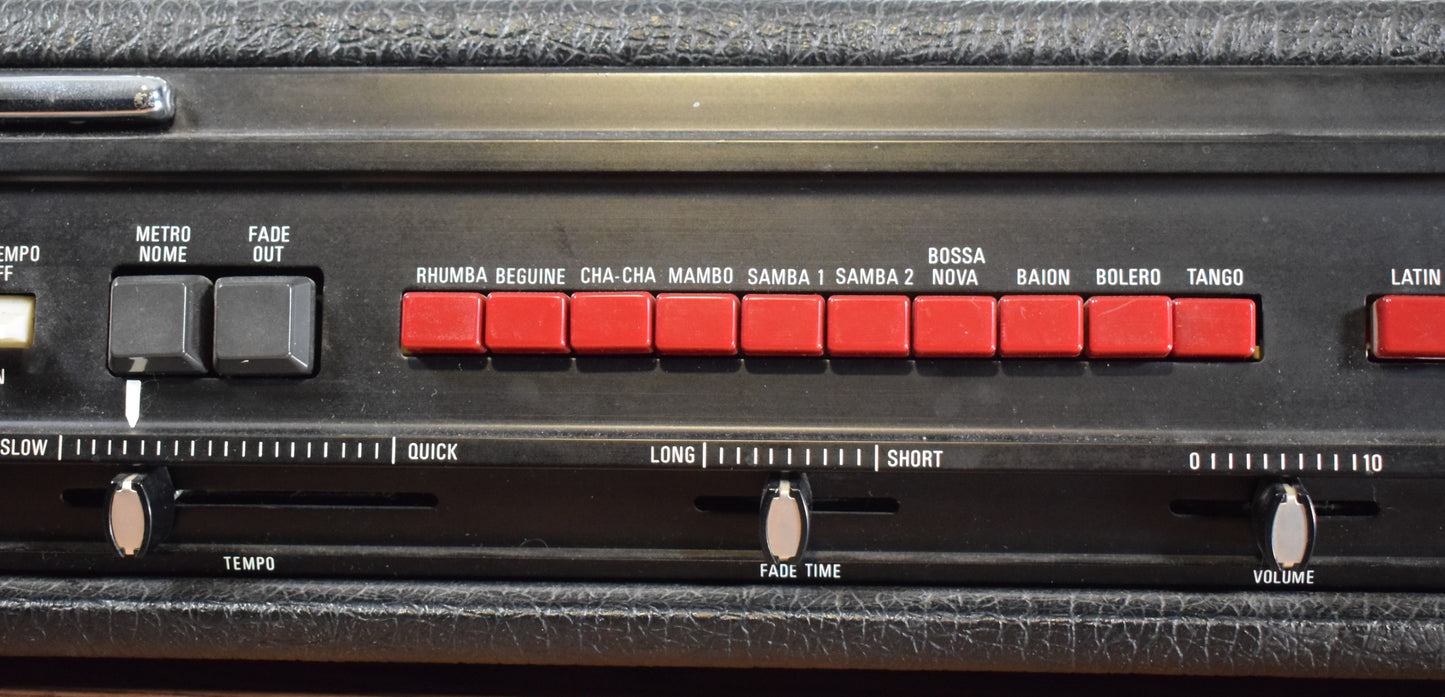 METRO
NOME
FADE
OUT
EMPO
FF
RHUMBA BEGUINE CHA-CHA MAMBO SAMBA 1 SAMBA 2 BOSSA
NOVA BAION BOLERO TANGO
LATIN
N
SLOW QUICK
LONG SHORT
0 10
TEMPO
FADE TIME
VOLUME